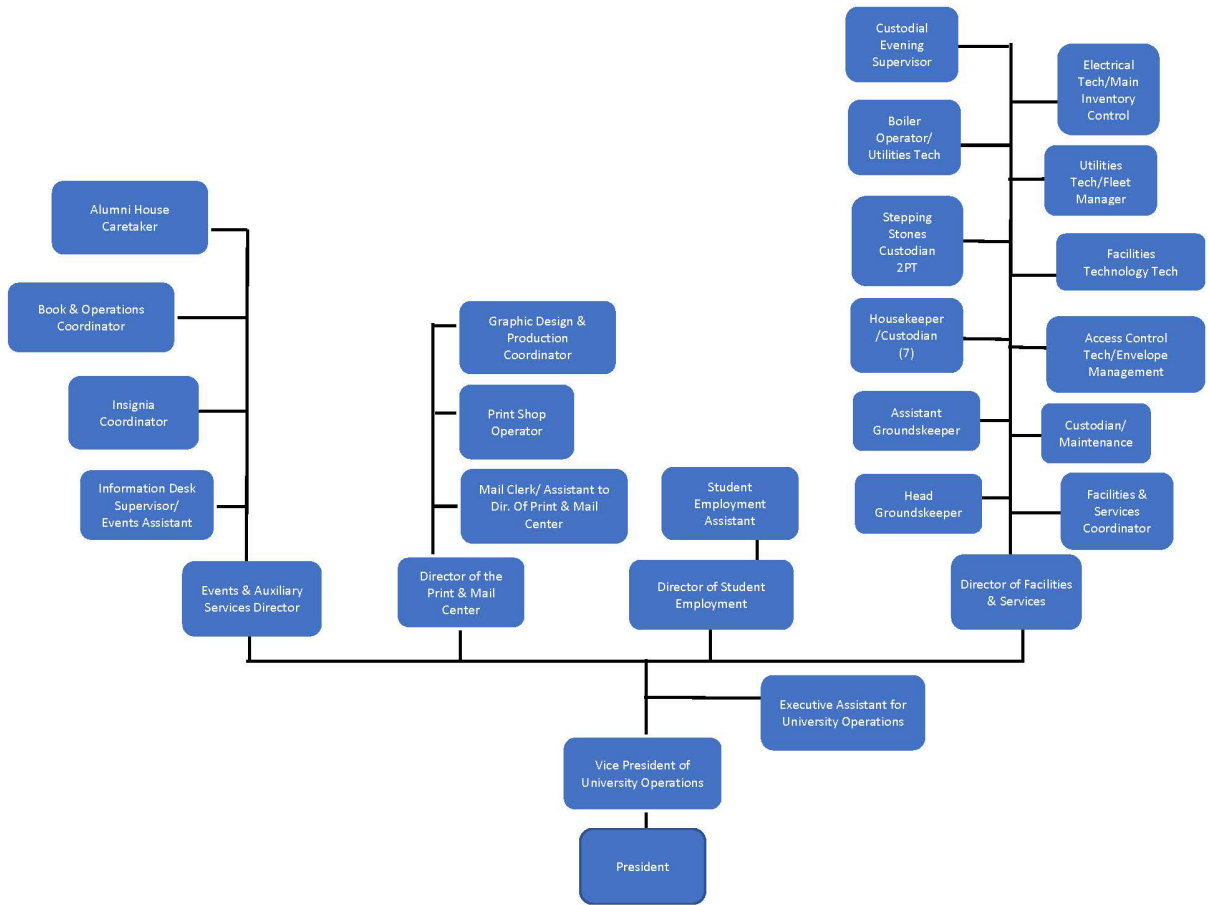 Custodial
Evening
Supervisor
Electrical
Tech/Main
Inventory
Control
Boiler
Operator/
Utilities Tech
Utilities
Tech/Fleet
Manager
Alumni House
Caretaker
Stepping
Stones
Custodian
2PT
Facilities
Technology Tech
Book & Operations
Coordinator
Graphic Design &
Production
Coordinator
Housekeeper
/Custodian
(7)
Access Control
Tech/Envelope
Management
Insignia
Coordinator
Print Shop
Operator
Assistant
Groundskeeper
Custodian/
Maintenance
Information Desk
Supervisor/
Events Assistant
Mail Clerk/ Assistant to
Dir. Of Print & Mail
Center
Student
Employment
Assistant
Head
Groundskeeper
Facilities &
Services
Coordinator
Events & Auxiliary
Services Director
Director of the
Print & Mail
Center
Director of Student
Employment
Director of Facilities
& Services
Executive Assistant for
University Operations
Vice President of
University Operations
President